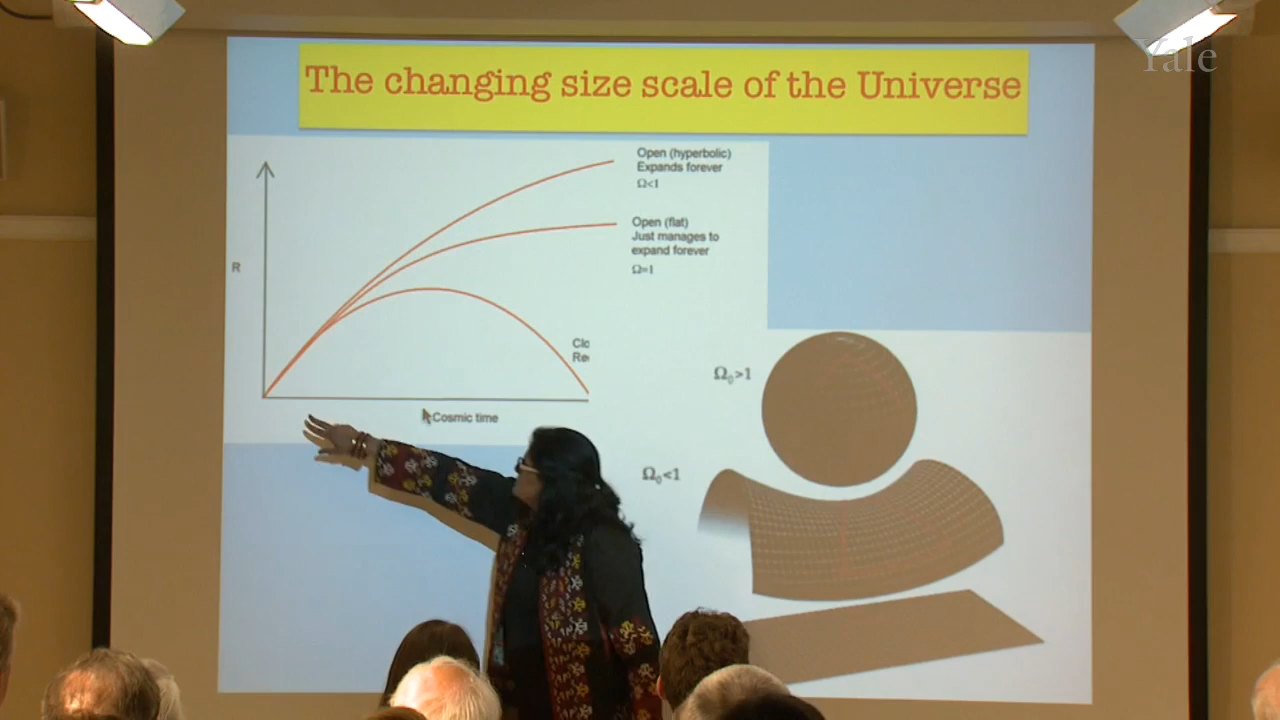 Yale
The changing size scale of the Universe
Open (hyperbolic)
Expands forever
Ω<1
Open (flat)
Just manages to
expand forever
Ω=1
R
Cosmic time
Ω₀>1
Ω₀<1